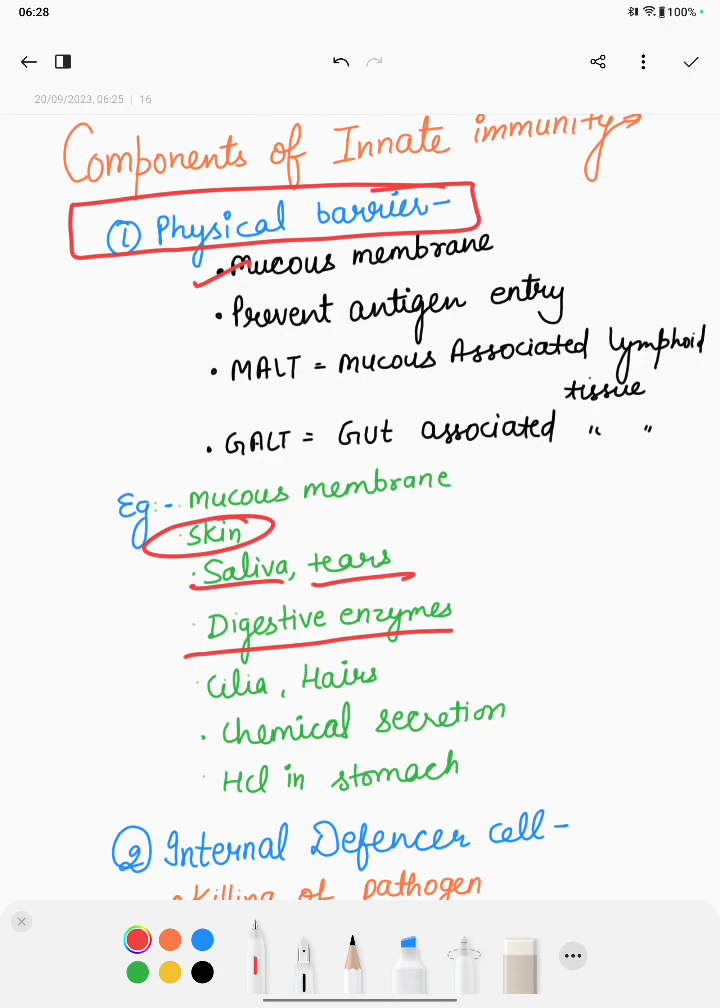 06:28
100%
20/09/2023, 06:25 | 16
Components of Innate immunity→
① Physical barrier-
• Mucous membrane
• Prevent antigen entry
• MALT = Mucous Associated lymphoid
tissue
• GALT = Gut associated " "
Eg:- · Mucous membrane
· Skin
· Saliva, tears
· Digestive enzymes
· Cilia, Hairs
· Chemical secretion
· Hcl in stomach
② Internal Defencer cell-
• Killing of pathogen